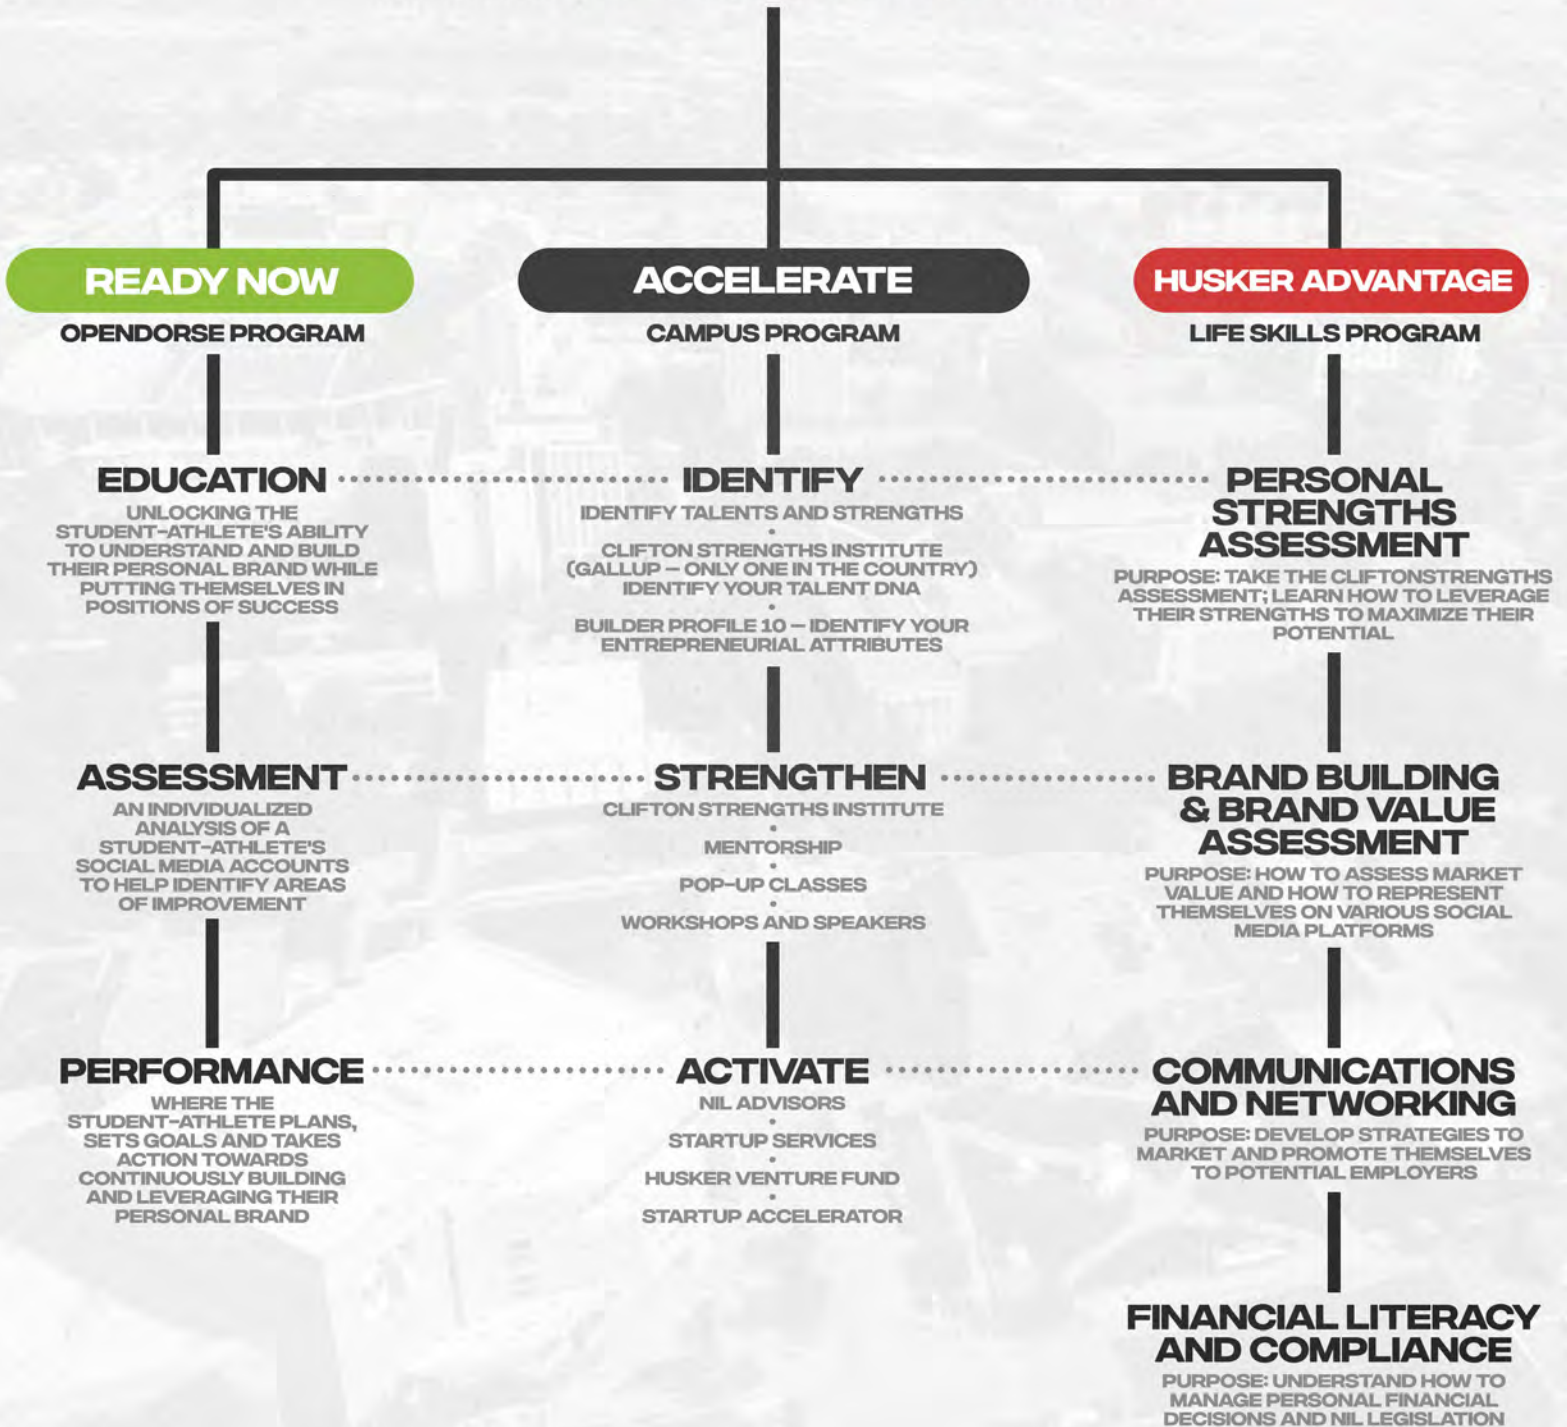 READY NOW
OPENDORSE PROGRAM
EDUCATION
UNLOCKING THE
STUDENT-ATHLETE'S ABILITY
TO UNDERSTAND AND BUILD
THEIR PERSONAL BRAND WHILE
PUTTING THEMSELVES IN
POSITIONS OF SUCCESS
ASSESSMENT
AN INDIVIDUALIZED
ANALYSIS OF A
STUDENT-ATHLETE'S
SOCIAL MEDIA ACCOUNTS
TO HELP IDENTIFY AREAS
OF IMPROVEMENT
PERFORMANCE
WHERE THE
STUDENT-ATHLETE PLANS,
SETS GOALS AND TAKES
ACTION TOWARDS
CONTINUOUSLY BUILDING
AND LEVERAGING THEIR
PERSONAL BRAND
ACCELERATE
CAMPUS PROGRAM
IDENTIFY
IDENTIFY TALENTS AND STRENGTHS
•
CLIFTON STRENGTHS INSTITUTE
(GALLUP – ONLY ONE IN THE COUNTRY)
IDENTIFY YOUR TALENT DNA
•
BUILDER PROFILE 10 – IDENTIFY YOUR
ENTREPRENEURIAL ATTRIBUTES
STRENGTHEN
CLIFTON STRENGTHS INSTITUTE
•
MENTORSHIP
•
POP-UP CLASSES
•
WORKSHOPS AND SPEAKERS
ACTIVATE
NIL ADVISORS
•
STARTUP SERVICES
•
HUSKER VENTURE FUND
•
STARTUP ACCELERATOR
HUSKER ADVANTAGE
LIFE SKILLS PROGRAM
PERSONAL
STRENGTHS
ASSESSMENT
PURPOSE: TAKE THE CLIFTONSTRENGTHS
ASSESSMENT; LEARN HOW TO LEVERAGE
THEIR STRENGTHS TO MAXIMIZE THEIR
POTENTIAL
BRAND BUILDING
& BRAND VALUE
ASSESSMENT
PURPOSE: HOW TO ASSESS MARKET
VALUE AND HOW TO REPRESENT
THEMSELVES ON VARIOUS SOCIAL
MEDIA PLATFORMS
COMMUNICATIONS
AND NETWORKING
PURPOSE: DEVELOP STRATEGIES TO
MARKET AND PROMOTE THEMSELVES
TO POTENTIAL EMPLOYERS
FINANCIAL LITERACY
AND COMPLIANCE
PURPOSE: UNDERSTAND HOW TO
MANAGE PERSONAL FINANCIAL
DECISIONS AND NIL LEGISLATION